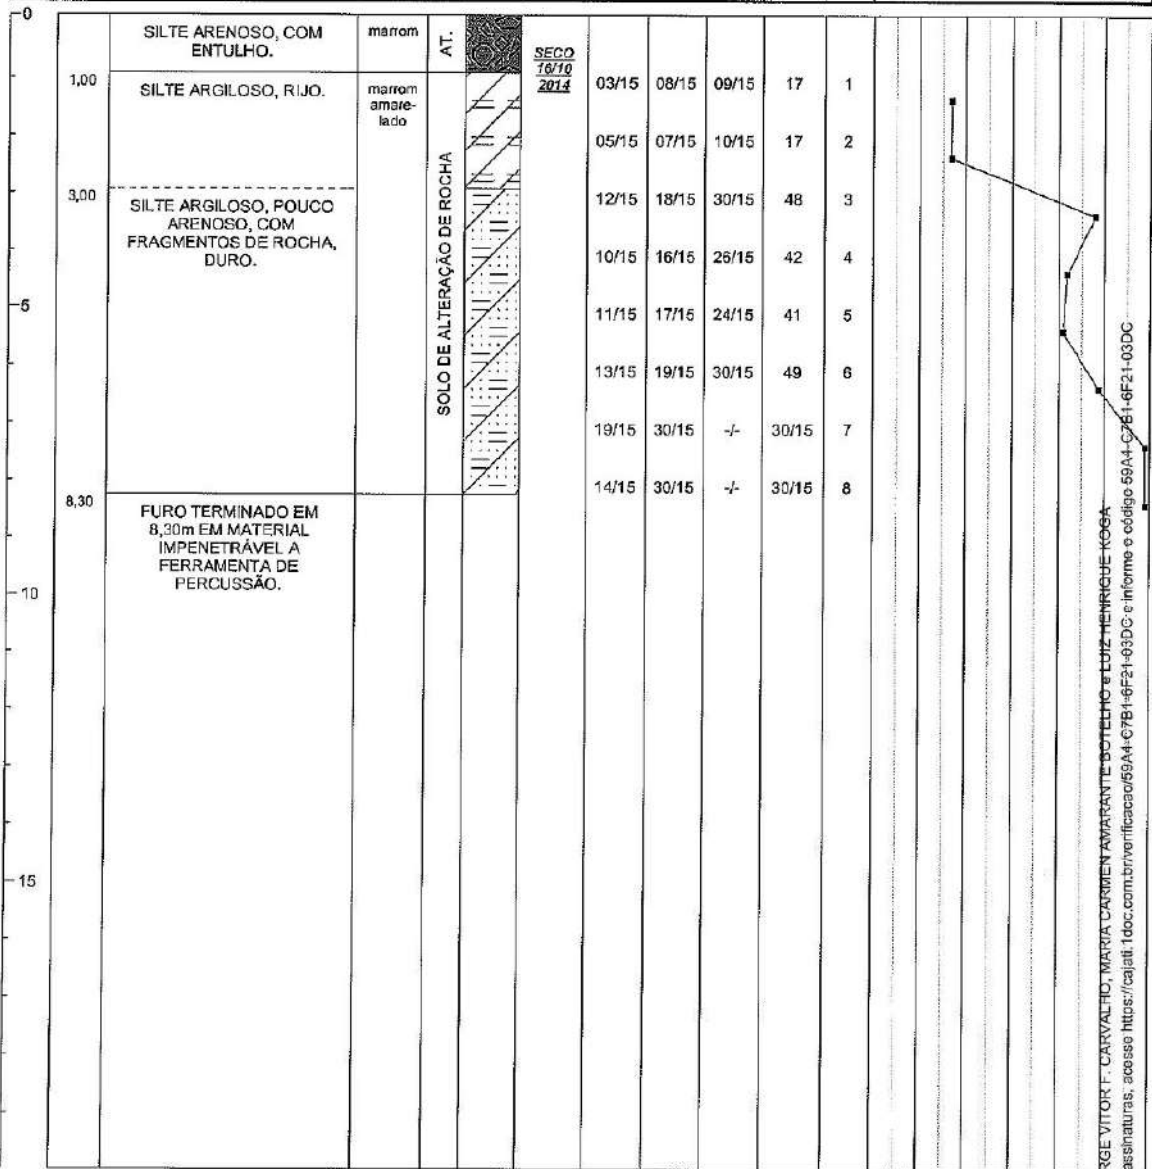 0
SILTE ARENOSO, COM
ENTULHO.
marrom
AT.
SECO
16/10
2014
1,00
SILTE ARGILOSO, RIJO.
marrom
amare-
lado
SOLO DE ALTERAÇÃO DE ROCHA
03/15 08/15 09/15 17 1
05/15 07/15 10/15 17 2
3,00
SILTE ARGILOSO, POUCO
ARENOSO, COM
FRAGMENTOS DE ROCHA,
DURO.
12/15 18/15 30/15 48 3
10/15 16/15 26/15 42 4
5
11/15 17/15 24/15 41 5
13/15 19/15 30/15 49 6
19/15 30/15 -/- 30/15 7
14/15 30/15 -/- 30/15 8
8,30
FURO TERMINADO EM
8,30m EM MATERIAL
IMPENETRÁVEL A
FERRAMENTA DE
PERCUSSÃO.
10
15
RGE VITOR F. CARVALHO, MARIA CARMEN AMARANTE BOTELHO e LUIZ HENRIQUE KOGA
assinaturas, acesse https://cajati.1doc.com.br/verificacao/59A4-C7B1-6F21-03DC e informe o código 59A4-C7B1-6F21-03DC